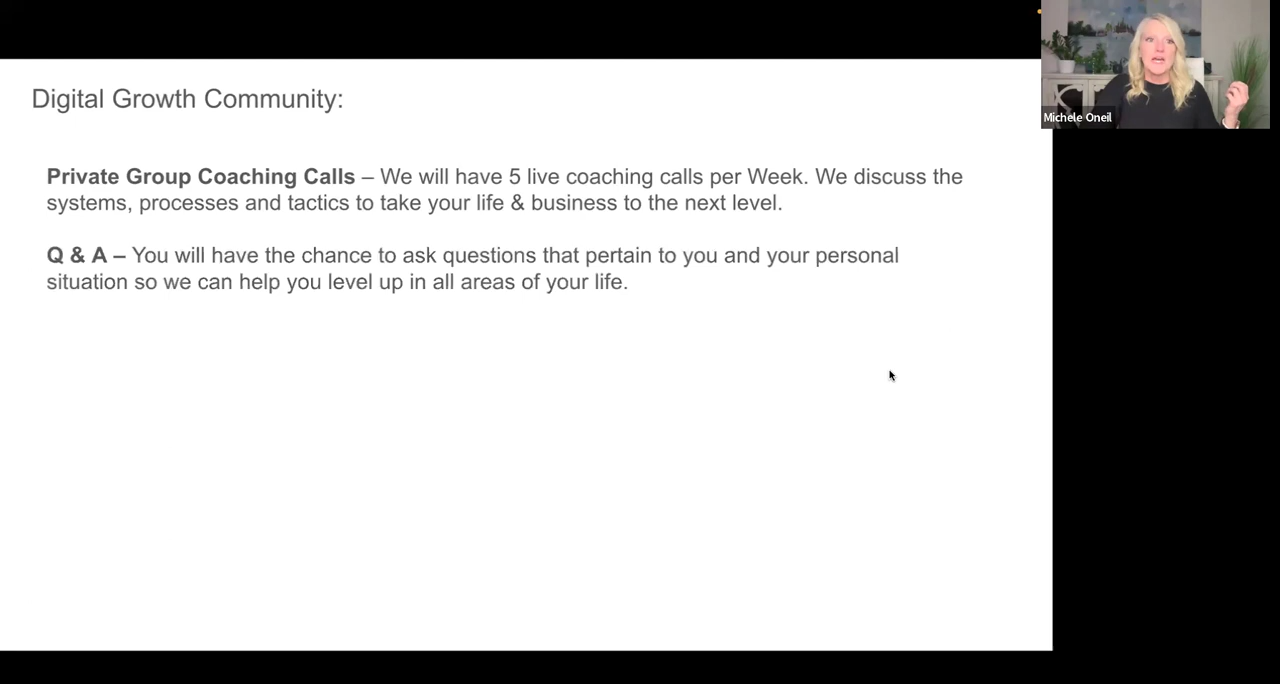 Digital Growth Community:
Private Group Coaching Calls – We will have 5 live coaching calls per Week. We discuss the
systems, processes and tactics to take your life & business to the next level.
Q & A – You will have the chance to ask questions that pertain to you and your personal
situation so we can help you level up in all areas of your life.
Michele Oneil